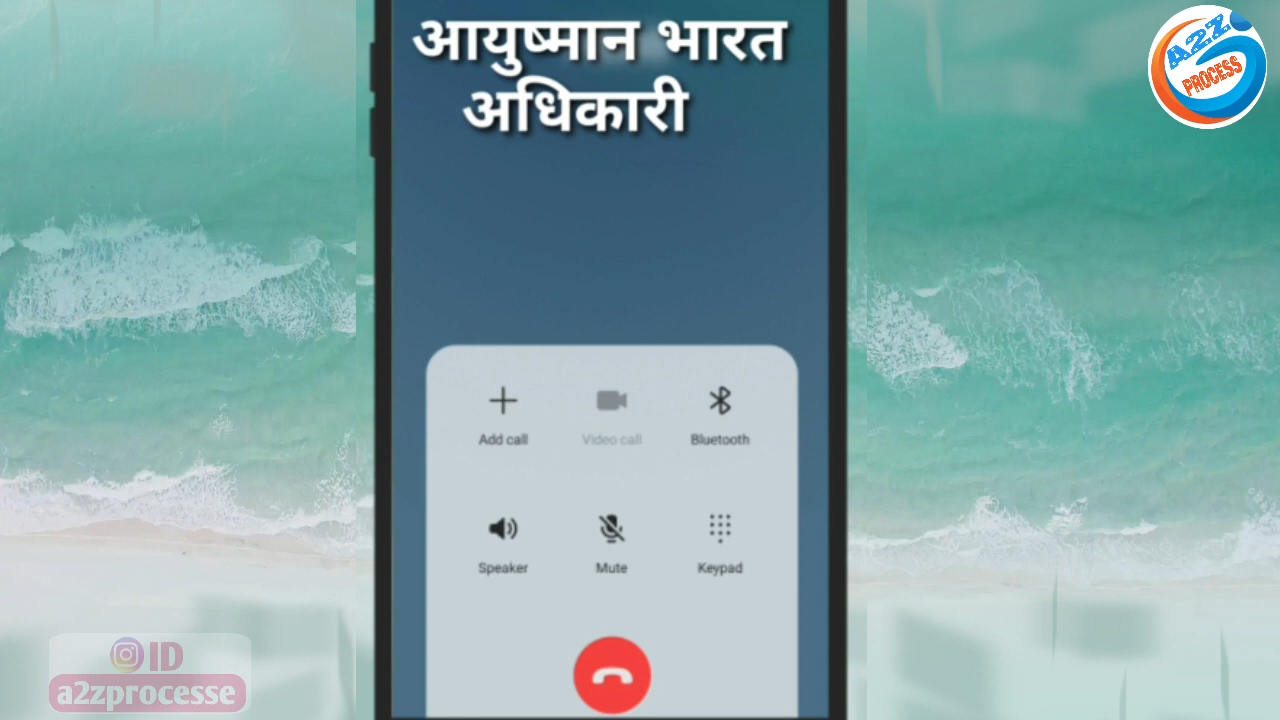 आयुष्मान भारत
अधिकारी
A2Z
PROCESS
Add call
Video call
Bluetooth
Speaker
Mute
Keypad
ID
a2zprocesse